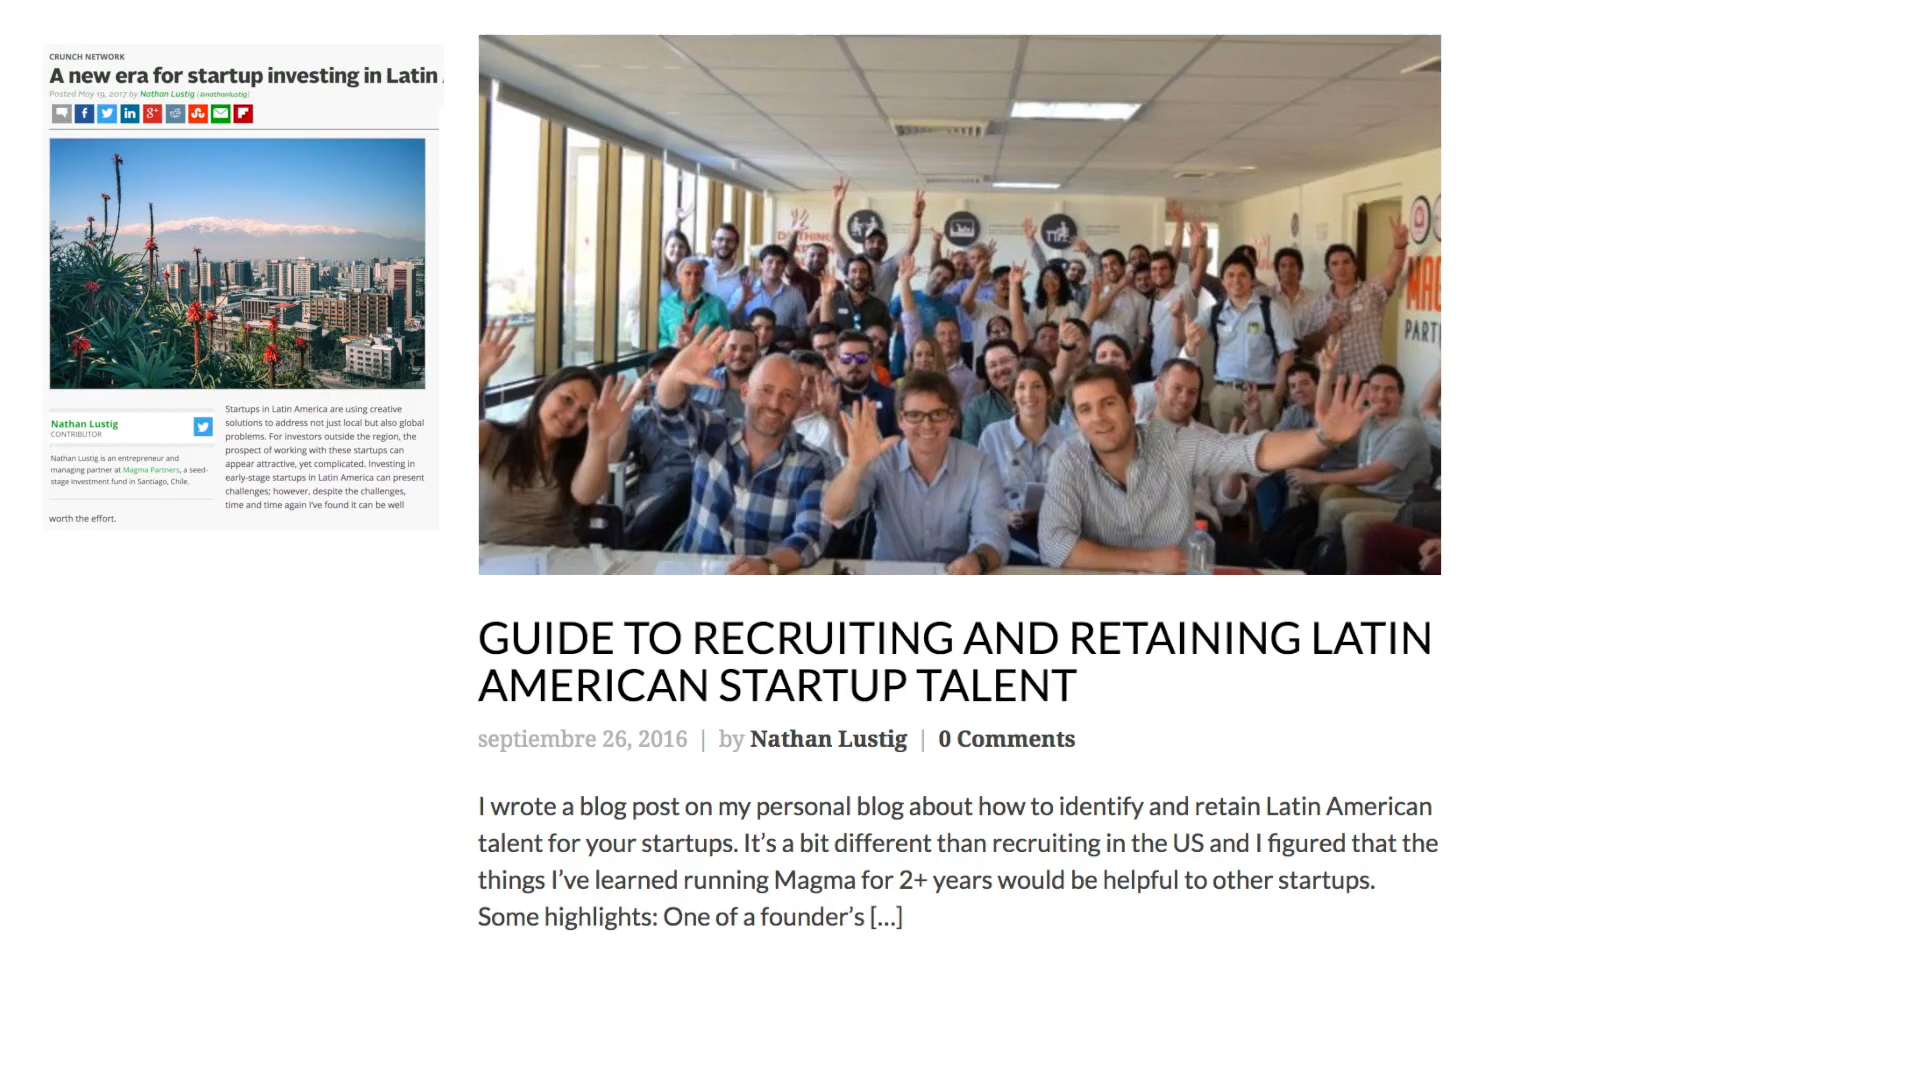 CRUNCH NETWORK
A new era for startup investing in Latin
Posted May 19, 2017 by Nathan Lustig (@nathanlustig)
Nathan Lustig
CONTRIBUTOR
Nathan Lustig is an entrepreneur and
managing partner at Magma Partners, a seed-
stage investment fund in Santiago, Chile.
Startups in Latin America are using creative
solutions to address not just local but also global
problems. For investors outside the region, the
prospect of working with these startups can
appear attractive, yet complicated. Investing in
early-stage startups in Latin America can present
challenges; however, despite the challenges,
time and time again I've found it can be well
worth the effort.
MAG
PART
GUIDE TO RECRUITING AND RETAINING LATIN
AMERICAN STARTUP TALENT
septiembre 26, 2016 | by Nathan Lustig | 0 Comments
I wrote a blog post on my personal blog about how to identify and retain Latin American
talent for your startups. It’s a bit different than recruiting in the US and I figured that the
things I’ve learned running Magma for 2+ years would be helpful to other startups.
Some highlights: One of a founder’s [...]